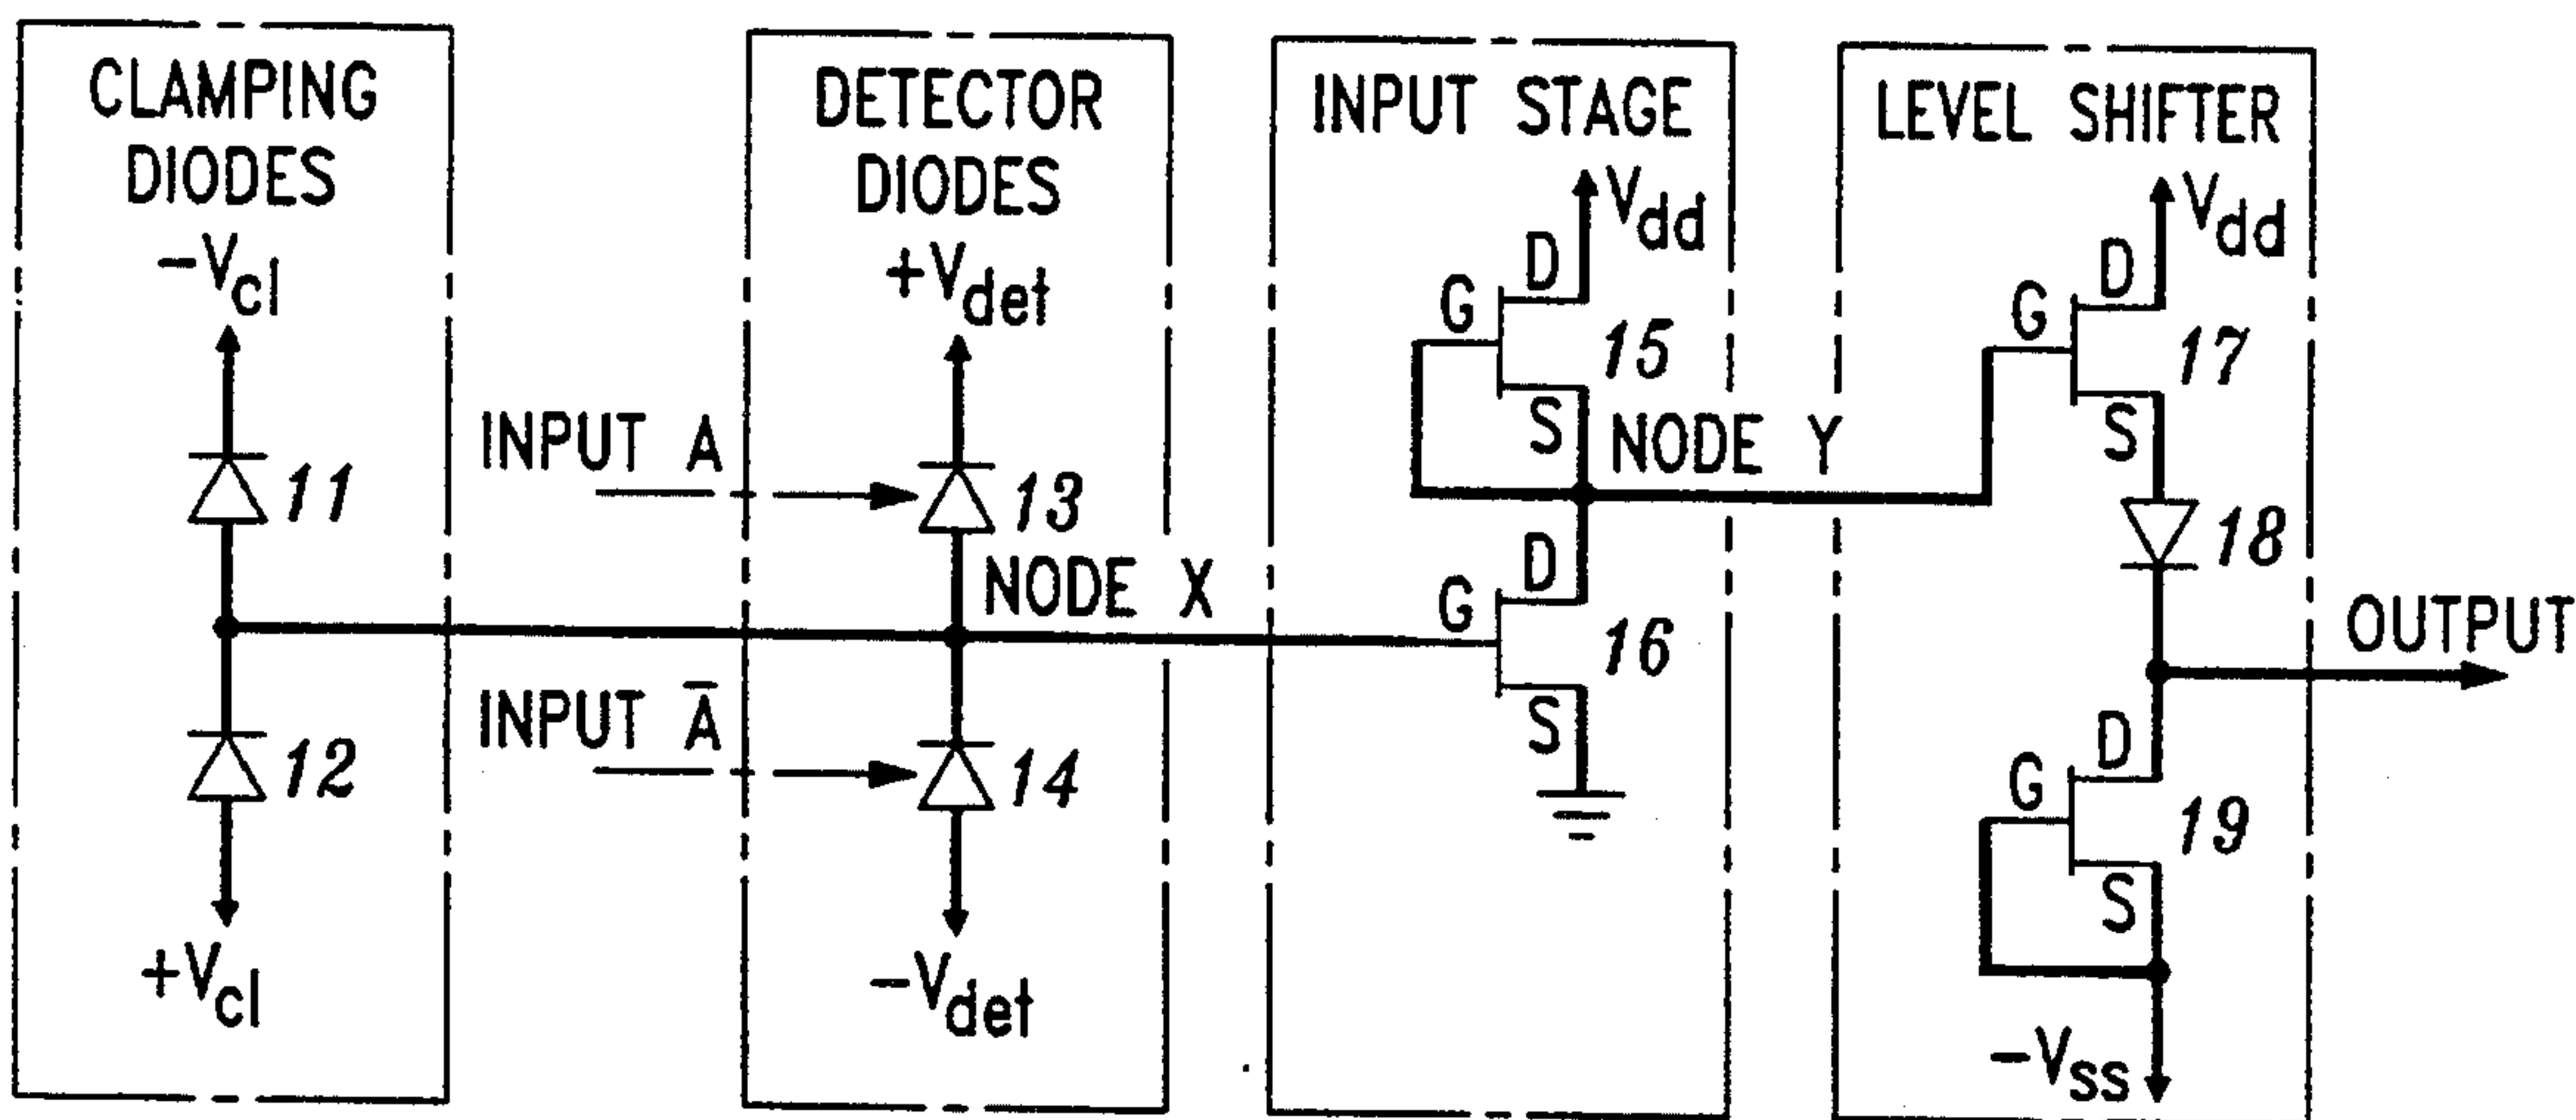 CLAMPING
DIODES
-Vcl
11
12
+Vcl
INPUT A
INPUT Ā
DETECTOR
DIODES
+Vdet
13
NODE X
14
-Vdet
INPUT STAGE
Vdd
D
G
15
S
NODE Y
D
G
16
S
LEVEL SHIFTER
Vdd
D
G
17
S
18
OUTPUT
D
G
19
S
-Vss